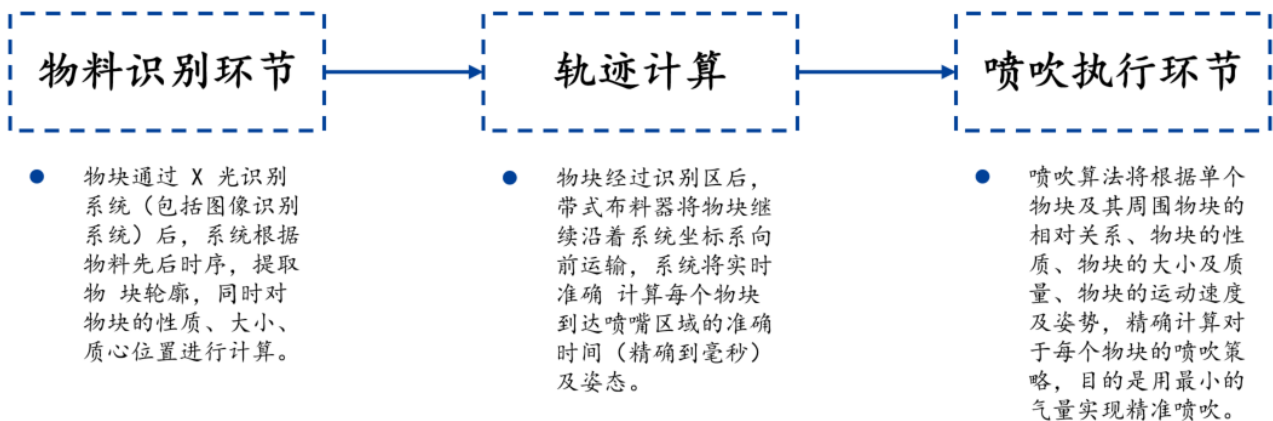 物料识别环节
轨迹计算
喷吹执行环节
物块通过 X 光识别
系统（包括图像识别
系统）后，系统根据
物料先后时序，提取
物 块轮廓，同时对
物块的性质、大小、
质心位置进行计算。
物块经过识别区后，
带式布料器将物块继
续沿着系统坐标系向
前运输，系统将实时
准确 计算每个物块
到达喷嘴区域的准确
时间（精确到毫秒）
及姿态。
喷吹算法将根据单个
物块及其周围物块的
相对关系、物块的性
质、物块的大小及质
量、物块的运动速度
及姿势，精确计算对
于每个物块的喷吹策
略，目的是用最小的
气量实现精准喷吹。